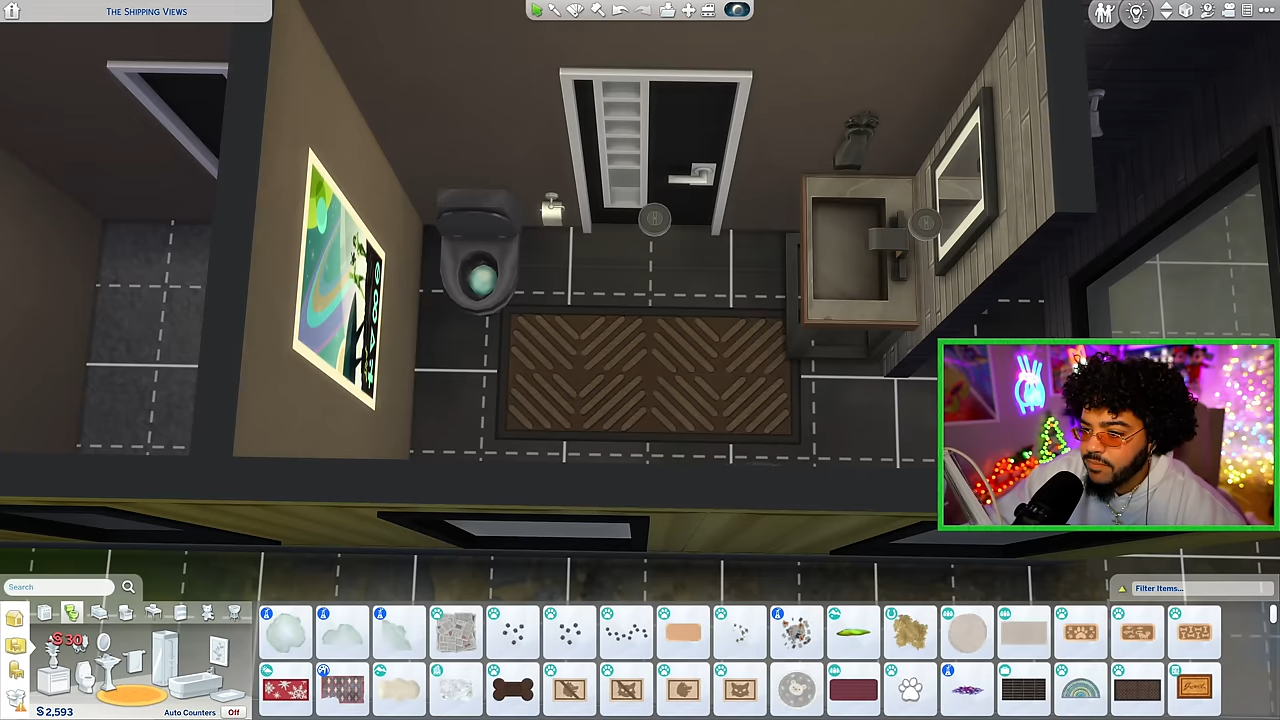 THE SHIPPING VIEWS
Search
Filter Items...
$30
$2,593
Auto Counters
Off